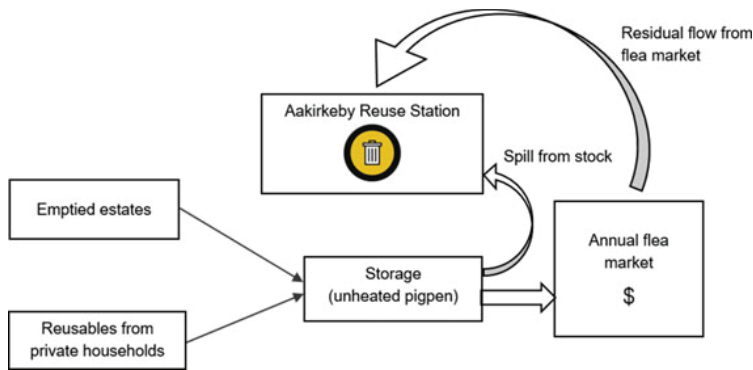 Residual flow from
flea market
Aakirkeby Reuse Station
Spill from stock
Emptied estates
Annual flea
market
$
Storage
(unheated pigpen)
Reusables from
private households